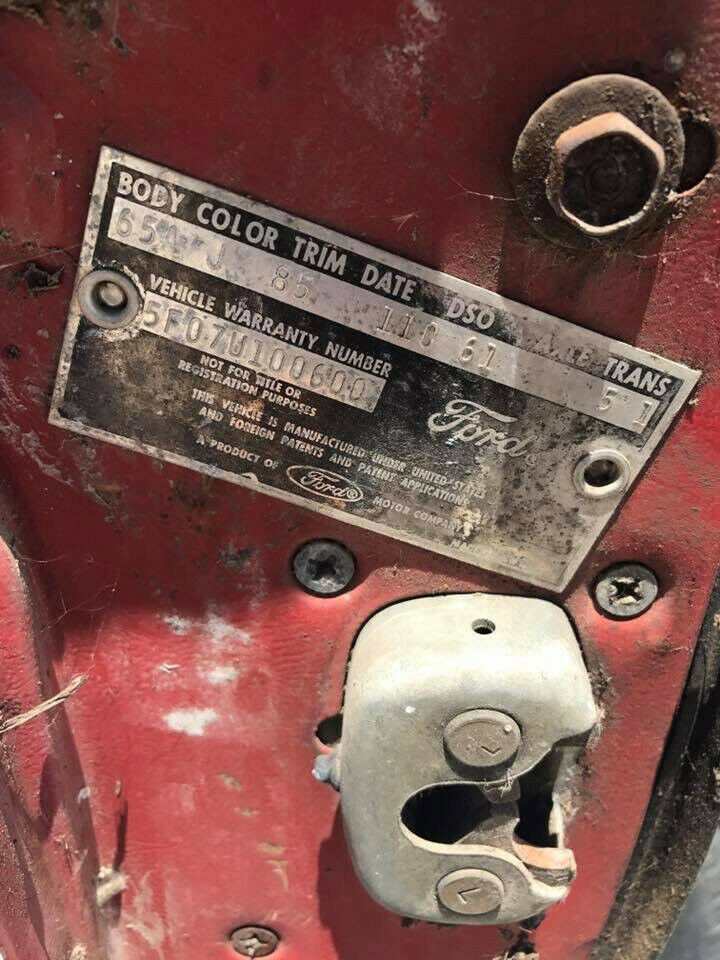 BODY COLOR TRIM DATE DSO AXLE TRANS
65A J 85 11C 61 5 1
VEHICLE WARRANTY NUMBER
5F07U100600
NOT FOR TITLE OR
REGISTRATION PURPOSES
Ford
THIS VEHICLE IS MANUFACTURED UNDER UNITED STATES
AND FOREIGN PATENTS AND PATENT APPLICATIONS
A PRODUCT OF Ford MOTOR COMPANY